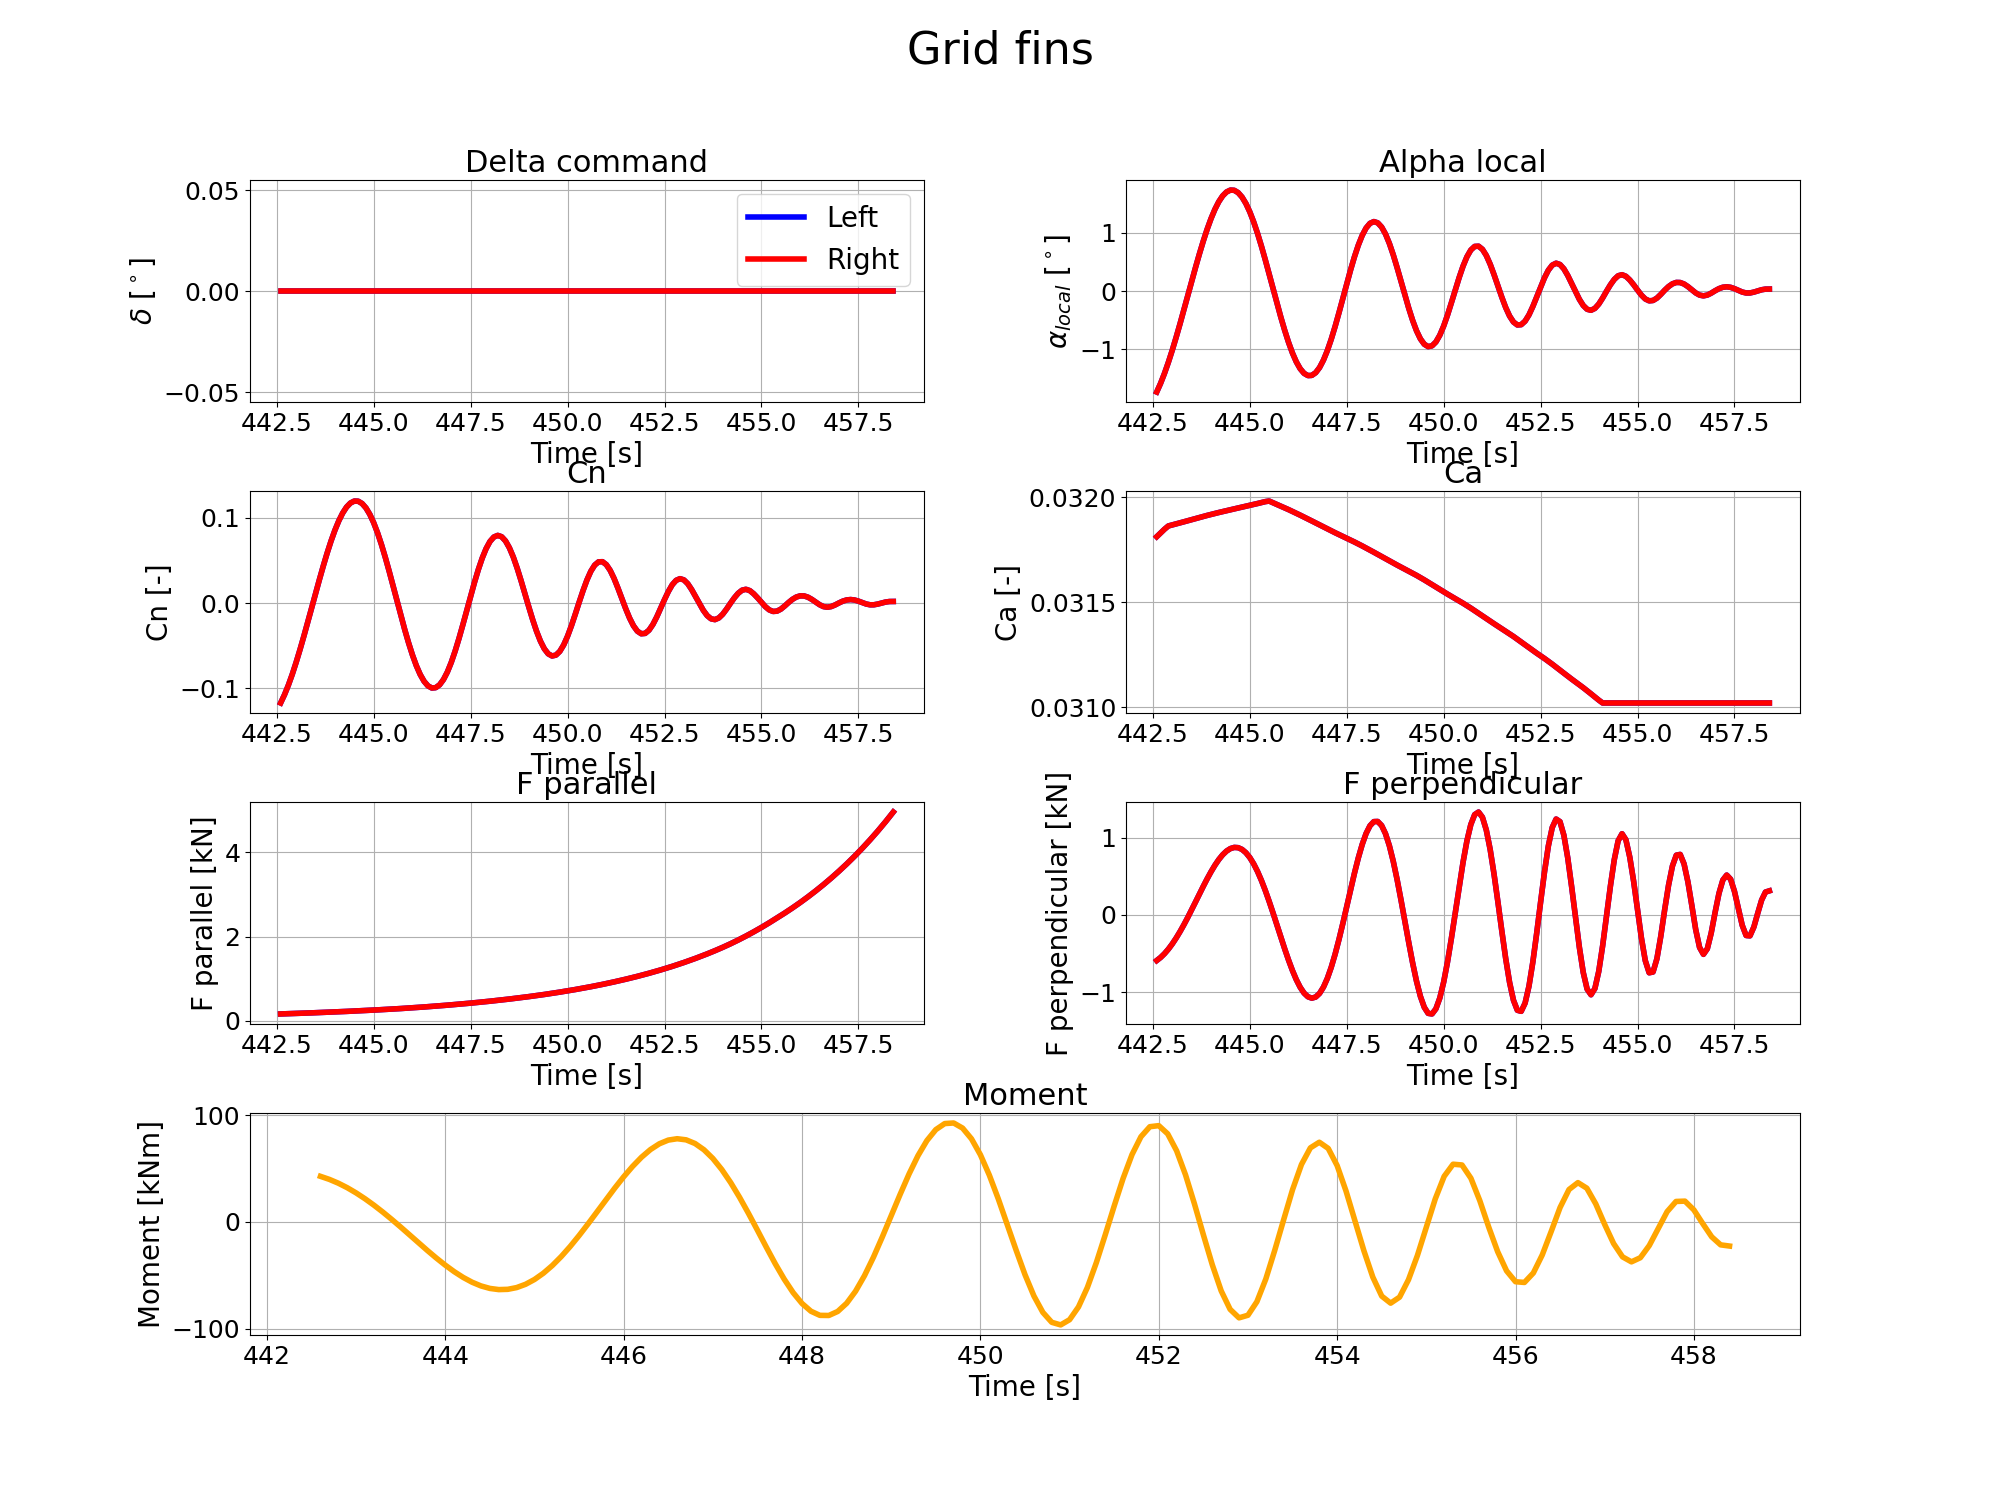 Grid fins
Delta command
δ [°]
0.05
0.00
−0.05
Left
Right
442.5 445.0 447.5 450.0 452.5 455.0 457.5
Time [s]
Alpha local
αlocal [°]
1
0
−1
442.5 445.0 447.5 450.0 452.5 455.0 457.5
Time [s]
Cn
Cn [-]
0.1
0.0
−0.1
442.5 445.0 447.5 450.0 452.5 455.0 457.5
Time [s]
Ca
Ca [-]
0.0320
0.0315
0.0310
442.5 445.0 447.5 450.0 452.5 455.0 457.5
Time [s]
F parallel
F parallel [kN]
4
2
0
442.5 445.0 447.5 450.0 452.5 455.0 457.5
Time [s]
F perpendicular
F perpendicular [kN]
1
0
−1
442.5 445.0 447.5 450.0 452.5 455.0 457.5
Time [s]
Moment
Moment [kNm]
100
0
−100
442 444 446 448 450 452 454 456 458
Time [s]